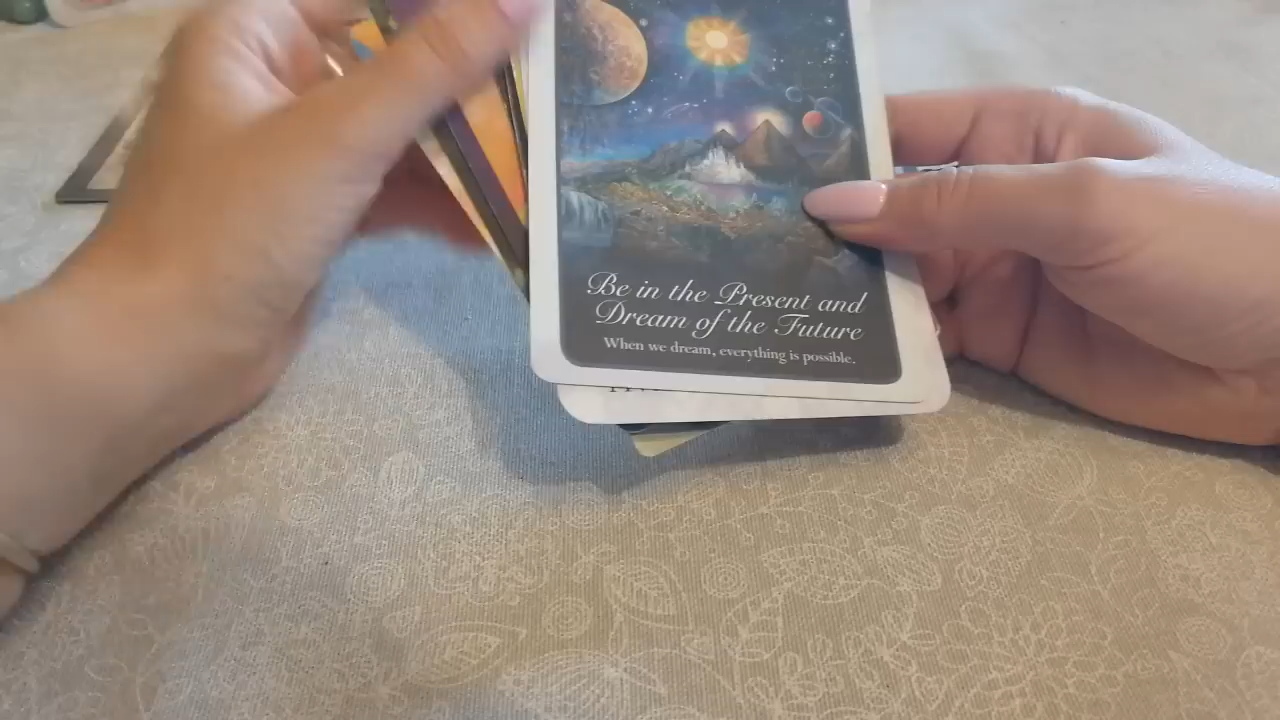 Be in the Present and
Dream of the Future
When we dream, everything is possible.